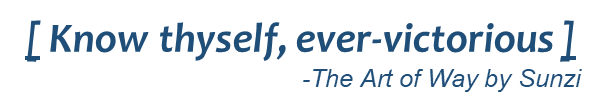 [ Know thyself, ever-victorious ]
-The Art of Way by Sunzi